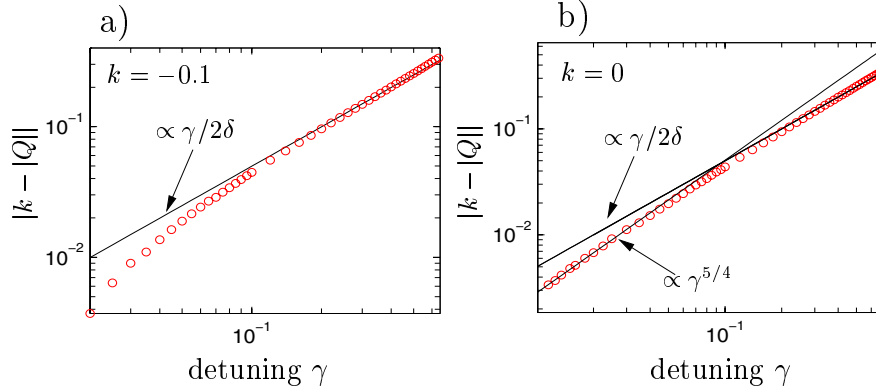 a)
k = −0.1
∝ γ/2δ
|k − |Q||
10⁻¹
10⁻²
10⁻¹
detuning γ
b)
k = 0
∝ γ/2δ
∝ γ^{5/4}
|k − |Q||
10⁻¹
10⁻²
10⁻¹
detuning γ